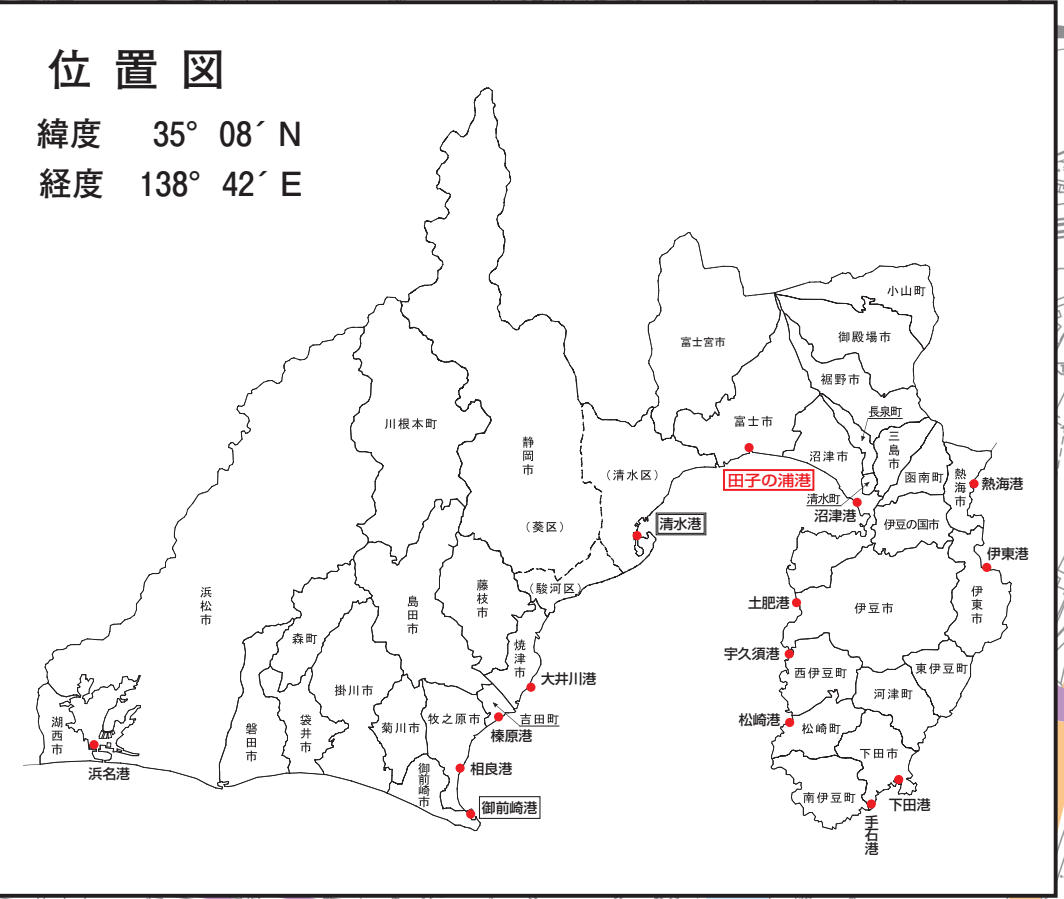 位置図
緯度 35° 08′ N
経度 138° 42′ E
小山町
御殿場市
富士宮市
裾野市
長泉町
富士市
三島市
沼津市
川根本町
静岡市
(清水区)
田子の浦港
函南町
熱海市
熱海港
清水町
沼津港
清水港
(葵区)
伊豆の国市
伊東港
(駿河区)
藤枝市
浜松市
島田市
土肥港
伊豆市
伊東市
森町
焼津市
宇久須港
西伊豆町
東伊豆町
大井川港
掛川市
河津町
湖西市
磐田市
袋井市
菊川市
牧之原市
吉田町
榛原港
松崎港
松崎町
浜名港
相良港
下田市
御前崎市
御前崎港
南伊豆町
下田港
手石港